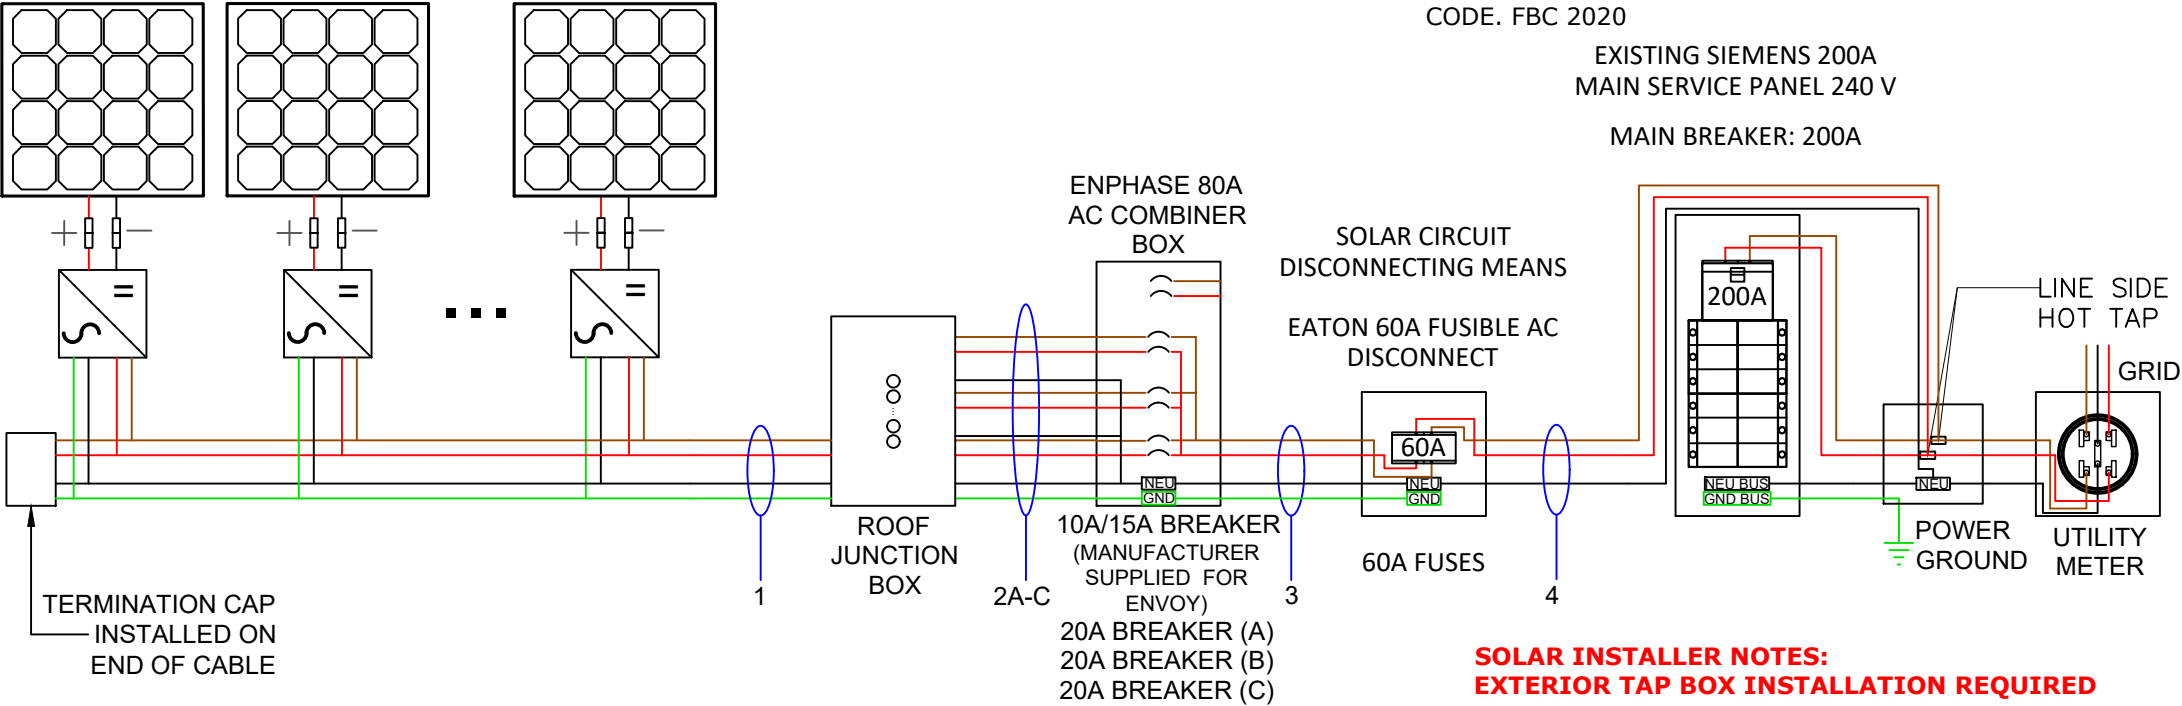 CODE. FBC 2020
EXISTING SIEMENS 200A
MAIN SERVICE PANEL 240 V
MAIN BREAKER: 200A
ENPHASE 80A
AC COMBINER
BOX
SOLAR CIRCUIT
DISCONNECTING MEANS
EATON 60A FUSIBLE AC
DISCONNECT
200A
LINE SIDE
HOT TAP
GRID
60A
NEU
GND
NEU
GND
NEU BUS
GND BUS
NEU
ROOF
JUNCTION
BOX
10A/15A BREAKER
(MANUFACTURER
SUPPLIED FOR
ENVOY)
20A BREAKER (A)
20A BREAKER (B)
20A BREAKER (C)
60A FUSES
POWER
GROUND
UTILITY
METER
1
2A-C
3
4
TERMINATION CAP
INSTALLED ON
END OF CABLE
SOLAR INSTALLER NOTES:
EXTERIOR TAP BOX INSTALLATION REQUIRED